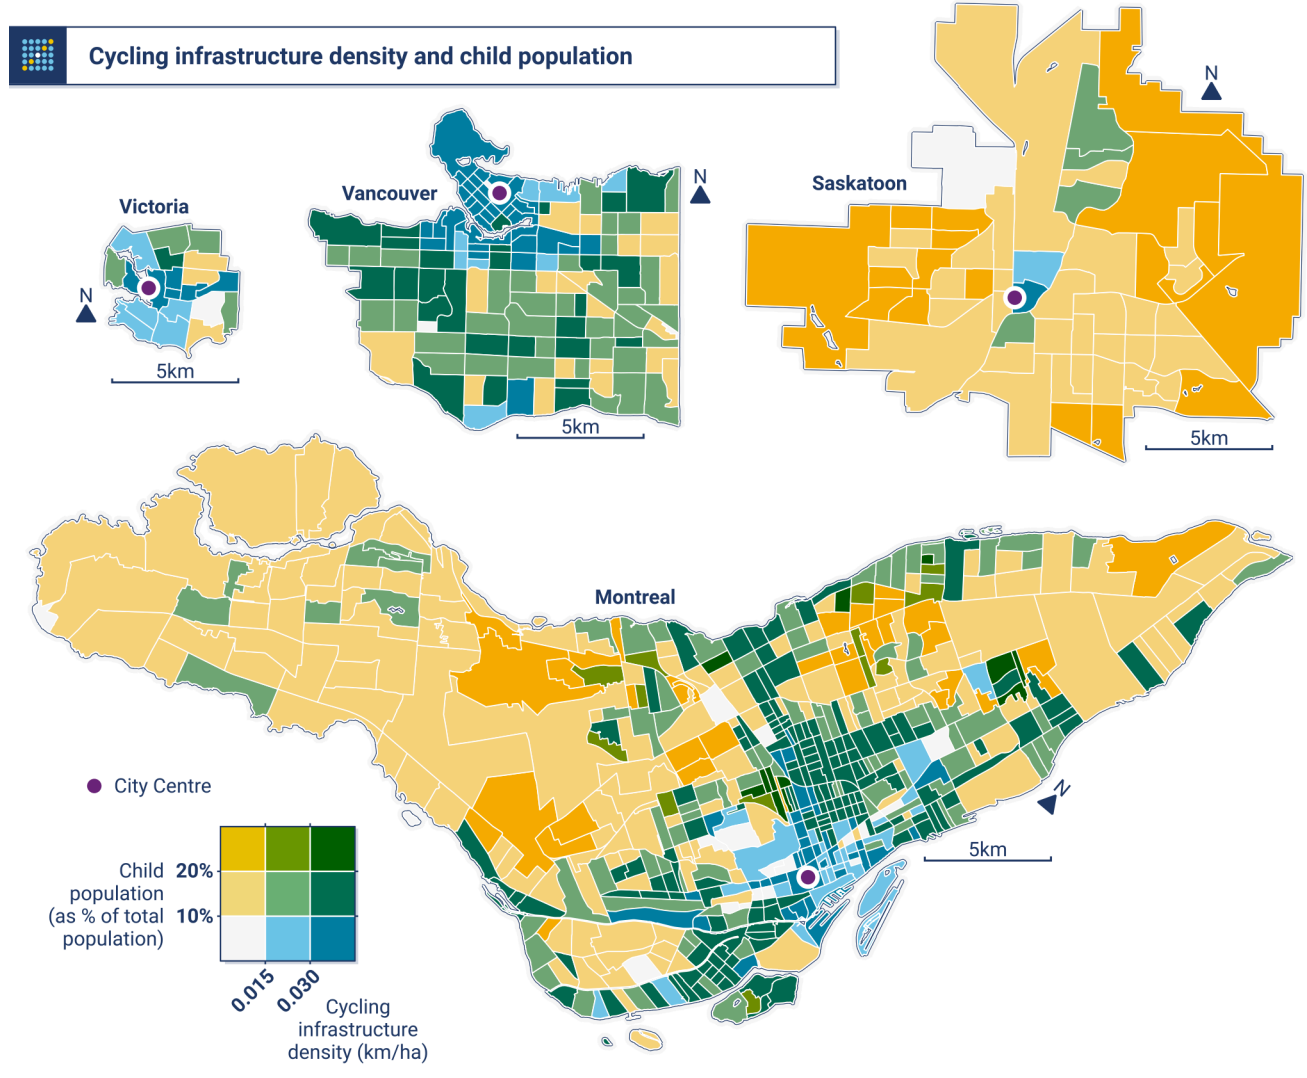 Cycling infrastructure density and child population
N
Saskatoon
Vancouver
N
Victoria
N
5km
5km
5km
Montreal
City Centre
N
5km
Child
population
(as % of total
population)
20%
10%
0.015
0.030
Cycling
infrastructure
density (km/ha)